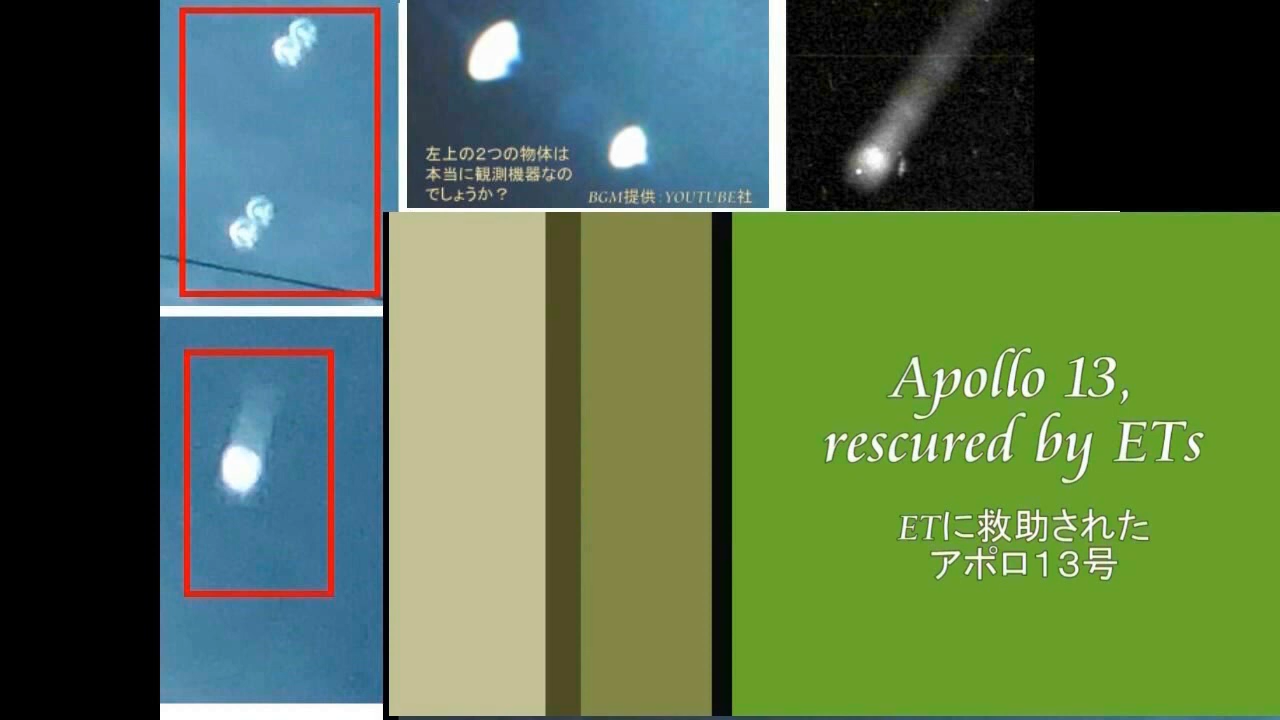 左上の２つの物体は
本当に観測機器なの
でしょうか？
BGM提供：YOUTUBE社
Apollo 13,
rescured by ETs
ETに救助された
アポロ１３号